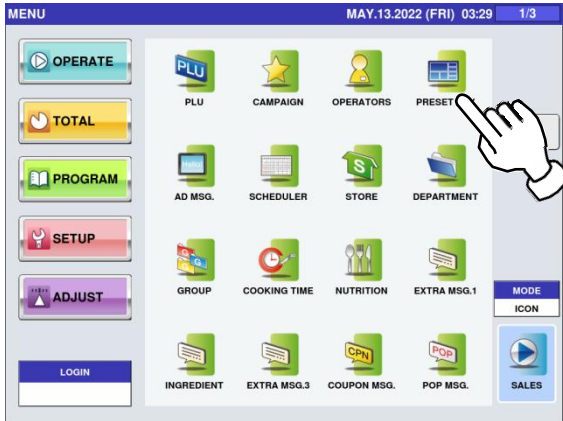 MENU
MAY.13.2022 (FRI) 03:29
1/3
OPERATE
TOTAL
PROGRAM
SETUP
ADJUST
LOGIN
PLU
PLU
CAMPAIGN
OPERATORS
PRESET
Hello!
AD MSG.
SCHEDULER
S
STORE
DEPARTMENT
GROUP
COOKING TIME
NUTRITION
EXTRA MSG.1
INGREDIENT
EXTRA MSG.3
CPN
COUPON MSG.
POP
POP MSG.
MODE
ICON
SALES